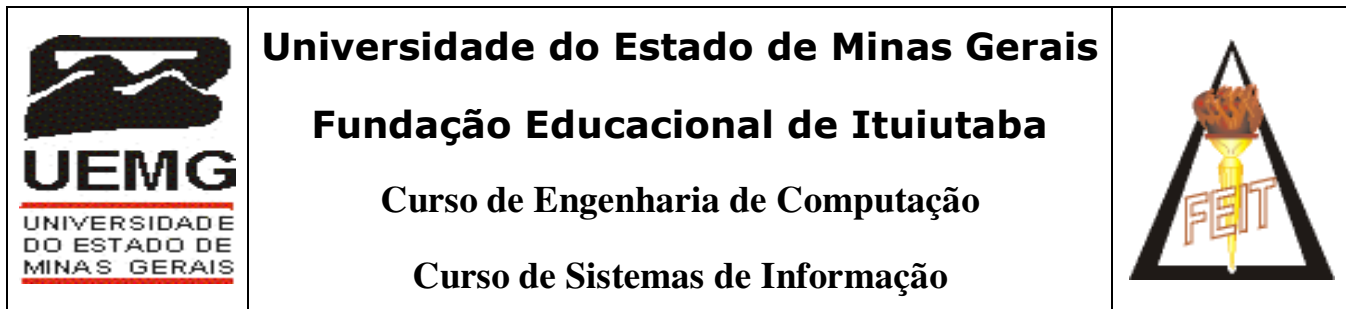 UEMG
UNIVERSIDADE
DO ESTADO DE
MINAS GERAIS
Universidade do Estado de Minas Gerais
Fundação Educacional de Ituiutaba
Curso de Engenharia de Computação
Curso de Sistemas de Informação
FEIT